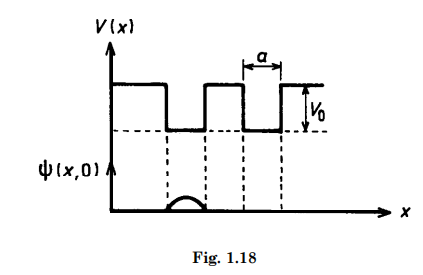 V(x)
a
V₀
ψ(x,0)
x
Fig. 1.18